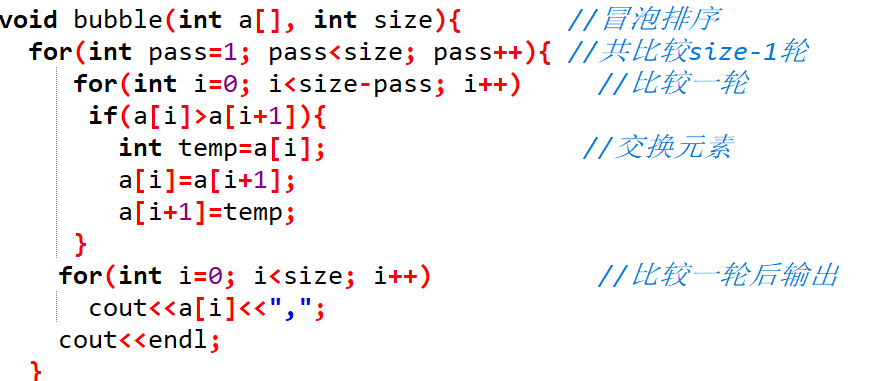 void bubble(int a[], int size){ //冒泡排序
for(int pass=1; pass<size; pass++){ //共比较size-1轮
for(int i=0; i<size-pass; i++) //比较一轮
if(a[i]>a[i+1]){
int temp=a[i]; //交换元素
a[i]=a[i+1];
a[i+1]=temp;
}
for(int i=0; i<size; i++) //比较一轮后输出
cout<<a[i]<<",";
cout<<endl;
}